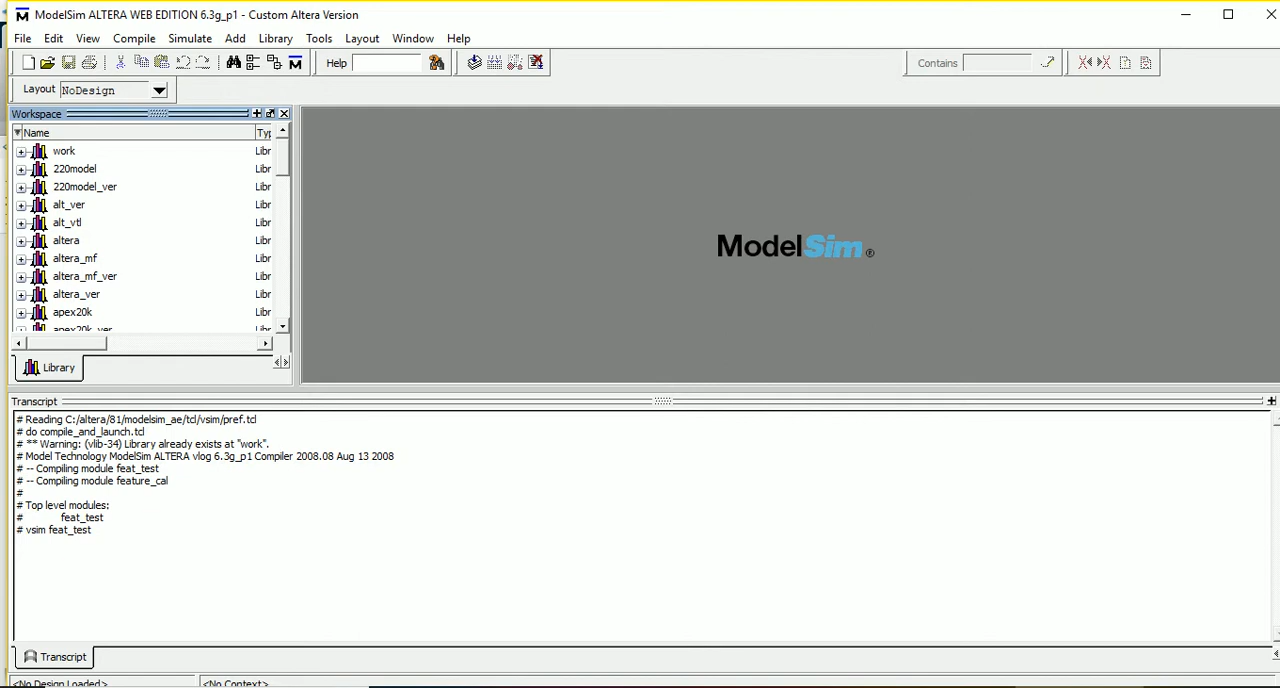 ModelSim ALTERA WEB EDITION 6.3g_p1 - Custom Altera Version
File Edit View Compile Simulate Add Library Tools Layout Window Help
Help
Contains
Layout NoDesign
Workspace
Name Typ
work Libr
220model Libr
220model_ver Libr
alt_ver Libr
alt_vtl Libr
altera Libr
altera_mf Libr
altera_mf_ver Libr
altera_ver Libr
apex20k Libr
apex20k_ver Libr
Library
ModelSim®
Transcript
# Reading C:/altera/81/modelsim_ae/tcl/vsim/pref.tcl
# do compile_and_launch.tcl
# ** Warning: (vlib-34) Library already exists at "work".
# Model Technology ModelSim ALTERA vlog 6.3g_p1 Compiler 2008.08 Aug 13 2008
# -- Compiling module feat_test
# -- Compiling module feature_cal
#
# Top level modules:
# feat_test
# vsim feat_test
Transcript
<No Design Loaded> <No Context>